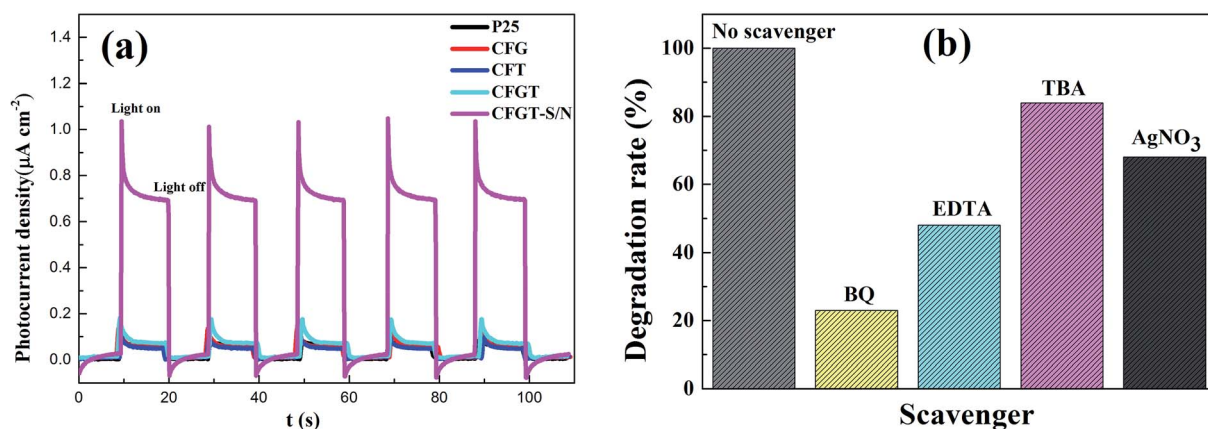 (a)
P25
CFG
CFT
CFGT
CFGT-S/N
Light on
Light off
Photocurrent density(μA cm⁻²)
1.4
1.2
1.0
0.8
0.6
0.4
0.2
0.0
0 20 40 60 80 100
t (s)
(b)
No scavenger
BQ
EDTA
TBA
AgNO₃
Degradation rate (%)
100
80
60
40
20
0
Scavenger